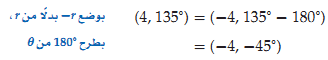 (4, 135°) = (−4, 135° − 180°) بوضع r− بدلًا من r ،
= (−4, −45°) بطرح 180° من θ